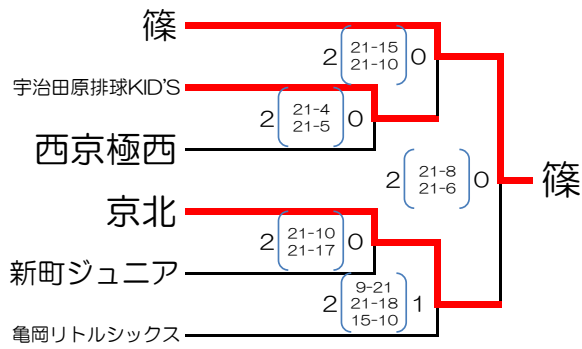 篠
2 21-15 0
21-10
宇治田原排球KID'S
2 21-4 0
21-5
西京極西
2 21-8 0
21-6
篠
京北
2 21-10 0
21-17
新町ジュニア
9-21
2 21-18 1
15-10
亀岡リトルシックス